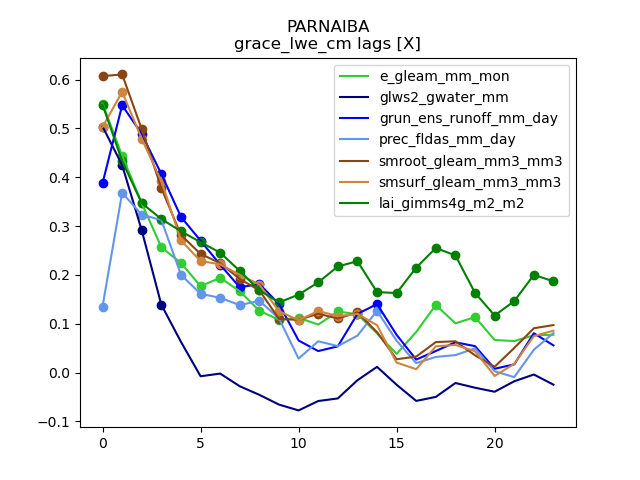 PARNAIBA
grace_lwe_cm lags [X]
e_gleam_mm_mon
glws2_gwater_mm
grun_ens_runoff_mm_day
prec_fldas_mm_day
smroot_gleam_mm3_mm3
smsurf_gleam_mm3_mm3
lai_gimms4g_m2_m2
0.6
0.5
0.4
0.3
0.2
0.1
0.0
−0.1
0 5 10 15 20